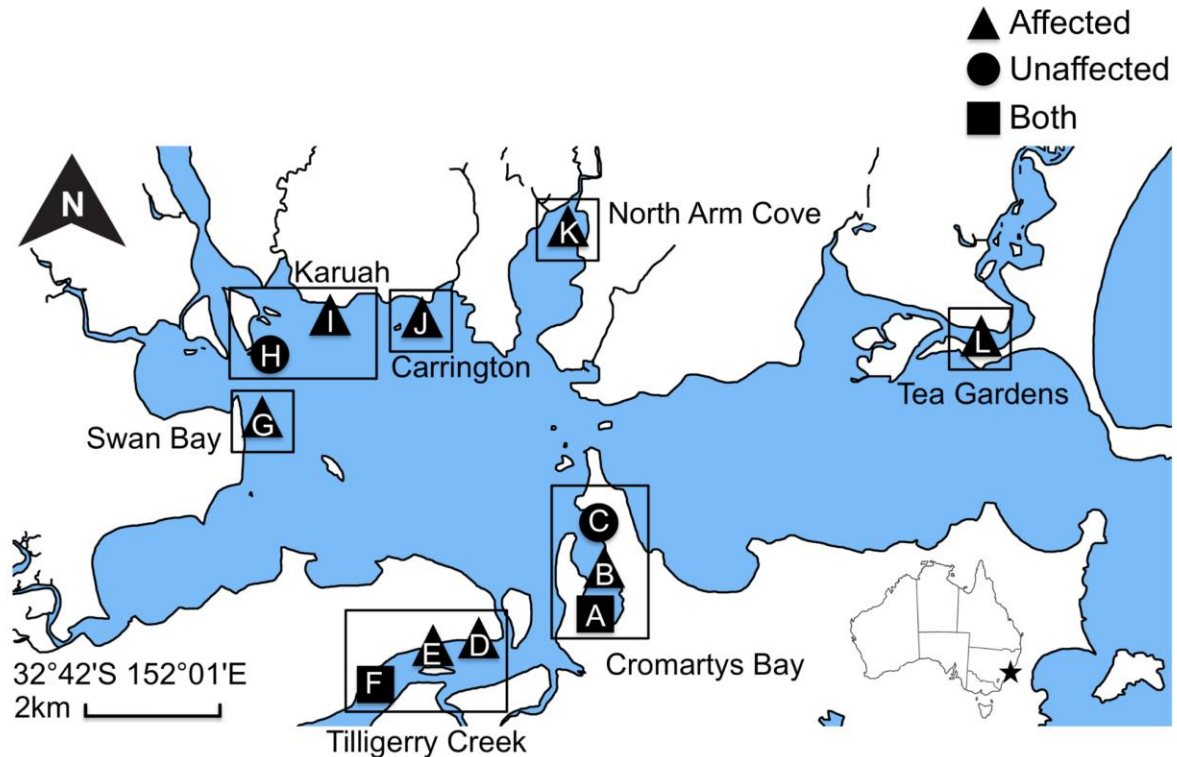 Affected
Unaffected
Both
N
K
North Arm Cove
Karuah
I
J
H
Carrington
L
Tea Gardens
G
Swan Bay
C
B
A
D
E
F
Cromartys Bay
32°42'S 152°01'E
2km
Tilligerry Creek